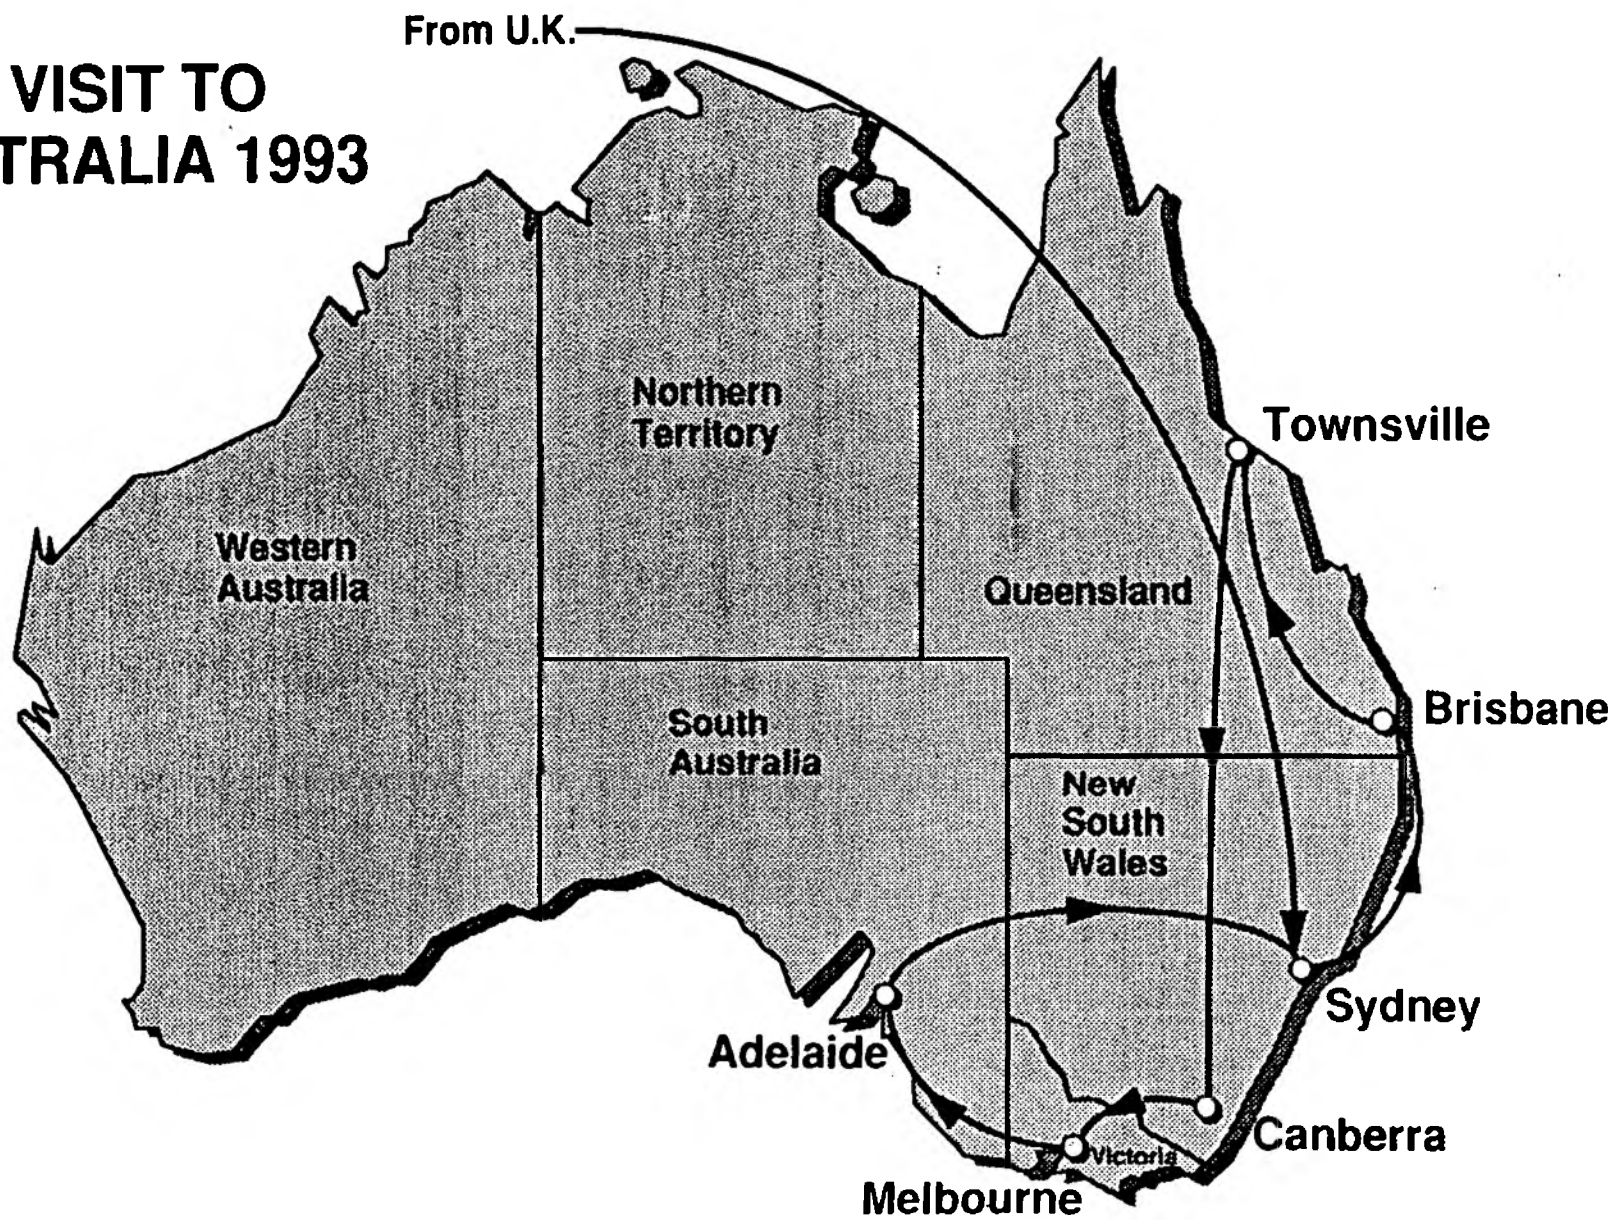 From U.K.
VISIT TO
TRALIA 1993
Northern
Territory
Townsville
Western
Australia
Queensland
Brisbane
South
Australia
New
South
Wales
Sydney
Adelaide
Canberra
Victoria
Melbourne